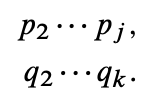 p₂ ⋯ pⱼ,
q₂ ⋯ qₖ.